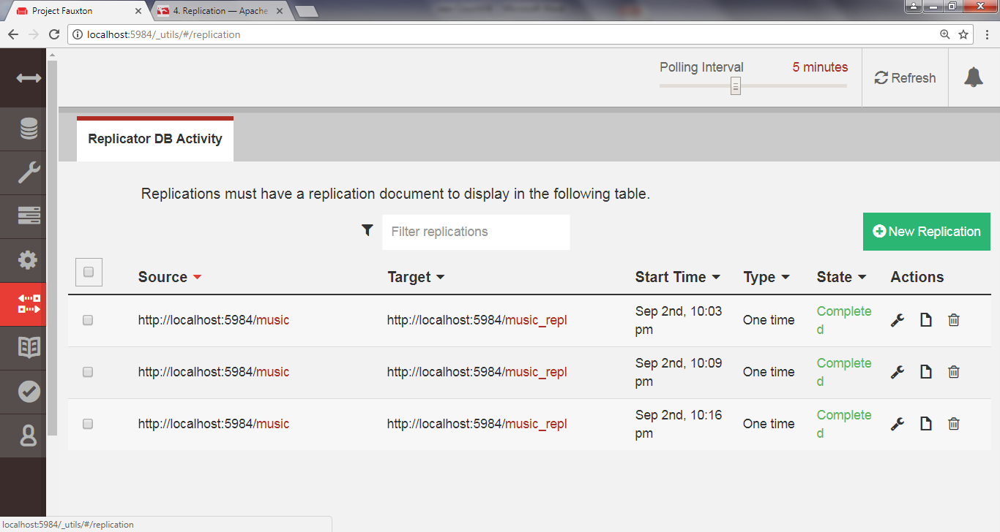 Project Fauxton
4. Replication — Apache
localhost:5984/_utils/#/replication
Polling Interval 5 minutes
Refresh
Replicator DB Activity
Replications must have a replication document to display in the following table.
Filter replications
New Replication
Source Target Start Time Type State Actions
http://localhost:5984/music http://localhost:5984/music_repl Sep 2nd, 10:03 One time Complete
pm d
http://localhost:5984/music http://localhost:5984/music_repl Sep 2nd, 10:09 One time Complete
pm d
http://localhost:5984/music http://localhost:5984/music_repl Sep 2nd, 10:16 One time Complete
pm d
localhost:5984/_utils/#/replication